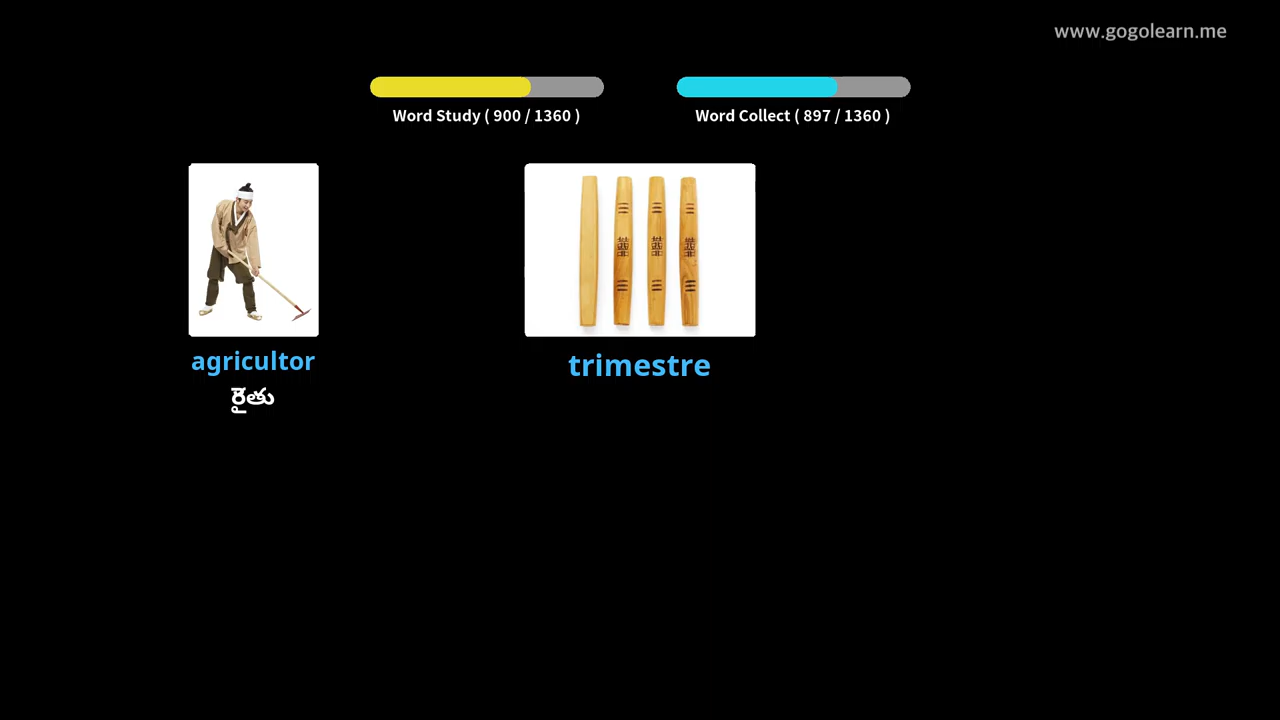 www.gogolearn.me
Word Study ( 900 / 1360 )
Word Collect ( 897 / 1360 )
agricultor
రైతు
trimestre